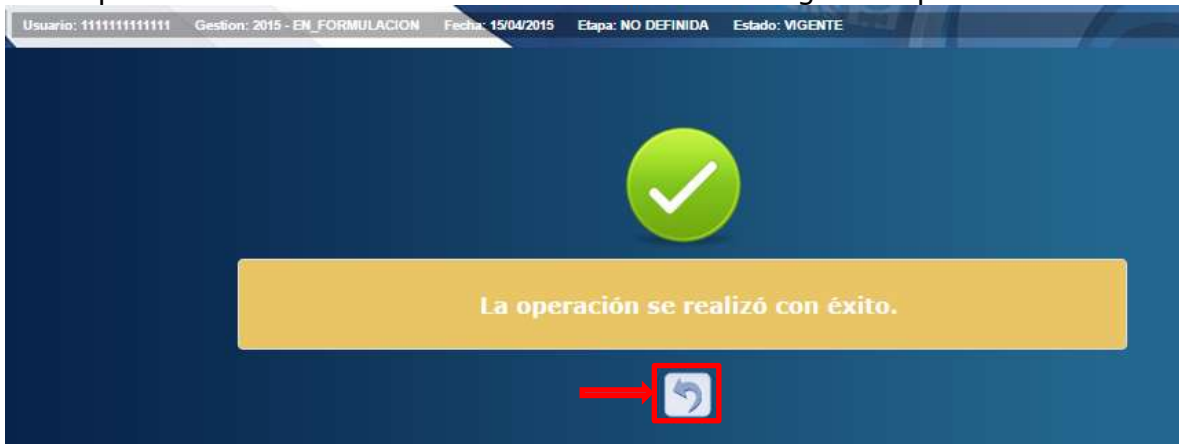 Usuario: 1111111111111 Gestion: 2015 - EN_FORMULACION Fecha: 15/04/2015 Etapa: NO DEFINIDA Estado: VIGENTE
La operación se realizó con éxito.